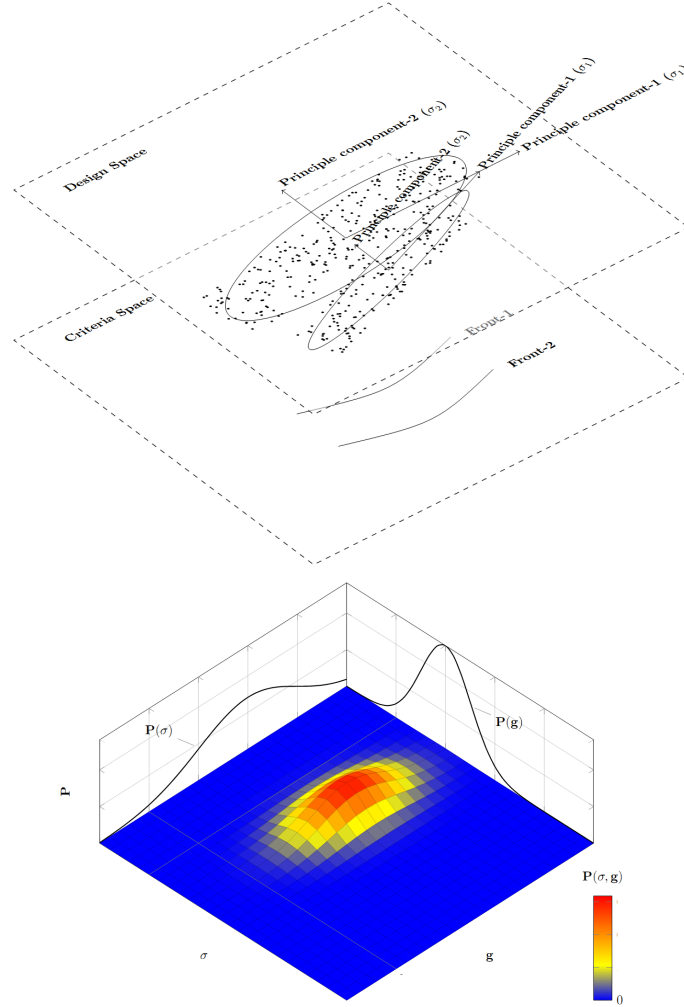 Principle component-1 (σ₁)
Principle component-1 (σ₁)
Principle component-2 (σ₂)
Principle component-2 (σ₂)
Design Space
Criteria Space
Front-1
Front-2
P(σ)
P(g)
P
P(σ, g)
σ
g
0